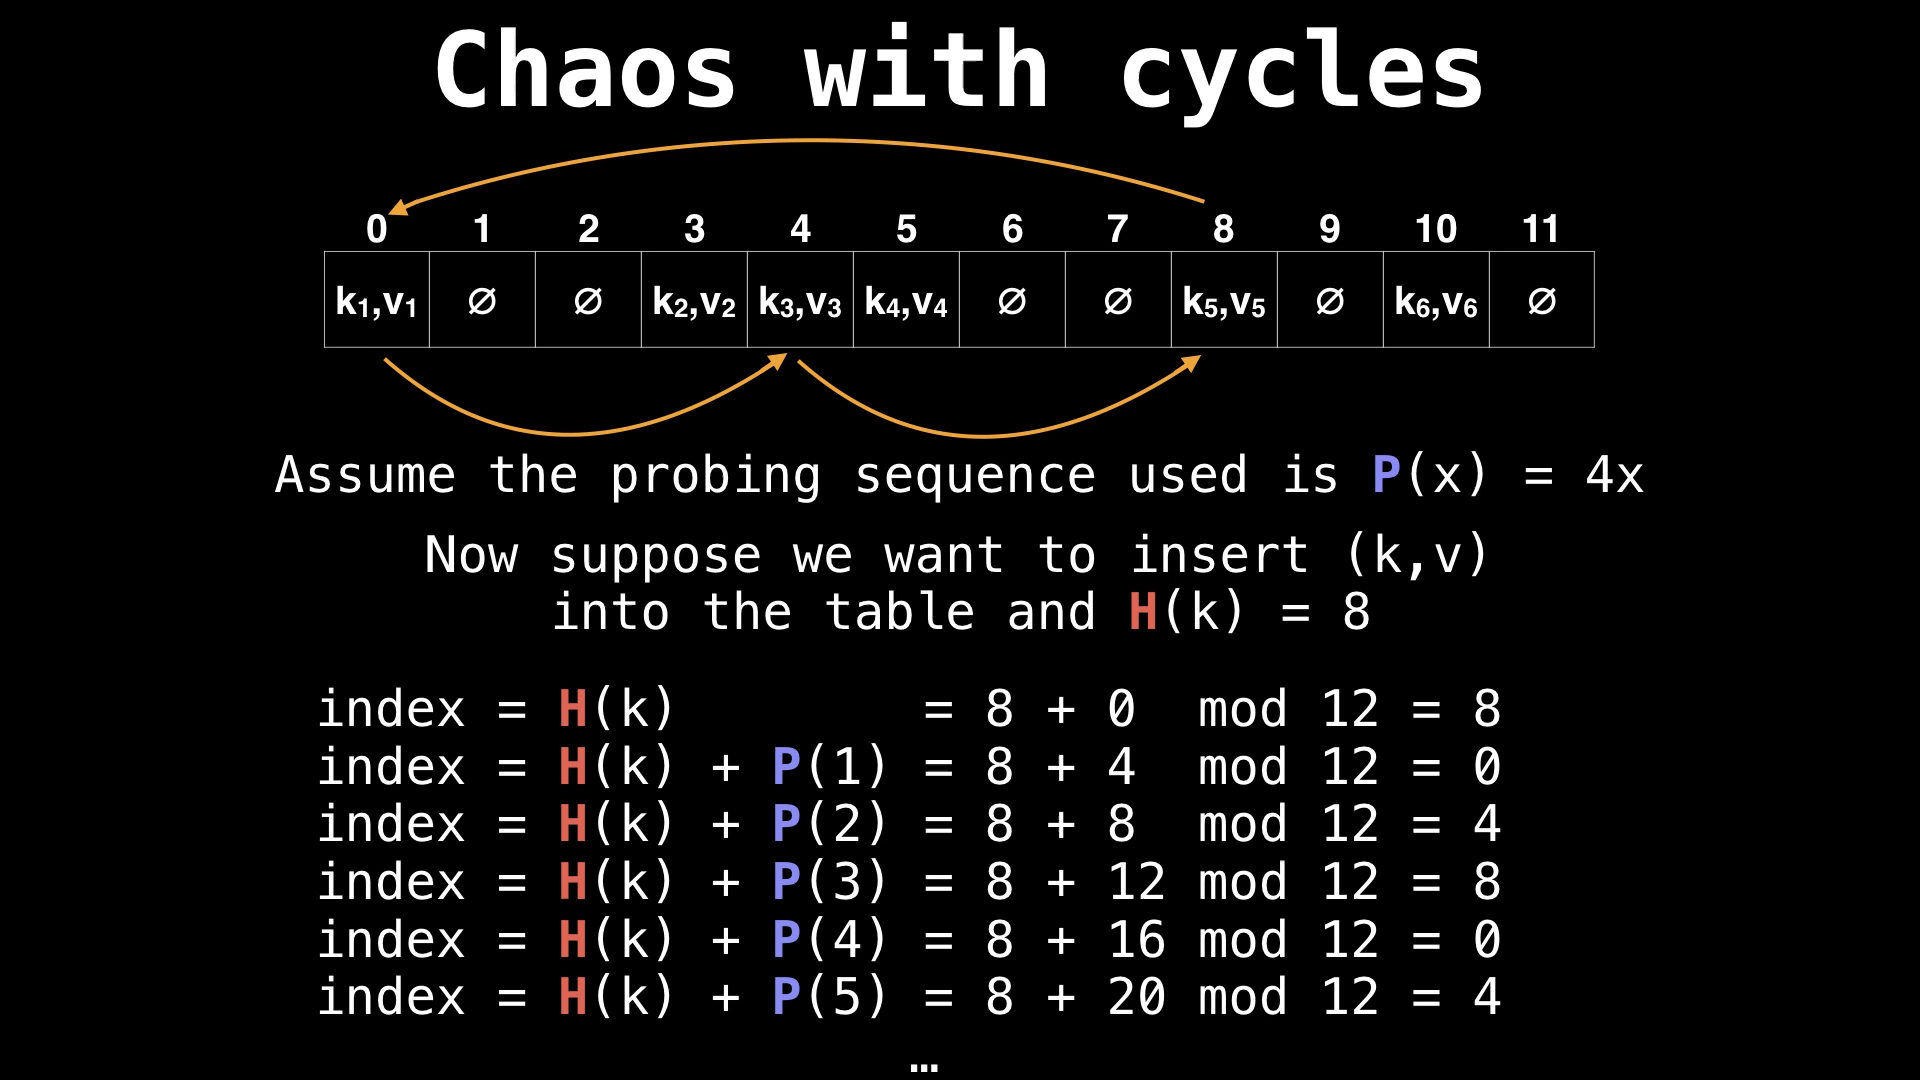 Chaos with cycles
0 1 2 3 4 5 6 7 8 9 10 11
k₁,v₁ ∅ ∅ k₂,v₂ k₃,v₃ k₄,v₄ ∅ ∅ k₅,v₅ ∅ k₆,v₆ ∅
Assume the probing sequence used is P(x) = 4x
Now suppose we want to insert (k,v)
into the table and H(k) = 8
index = H(k) = 8 + 0 mod 12 = 8
index = H(k) + P(1) = 8 + 4 mod 12 = 0
index = H(k) + P(2) = 8 + 8 mod 12 = 4
index = H(k) + P(3) = 8 + 12 mod 12 = 8
index = H(k) + P(4) = 8 + 16 mod 12 = 0
index = H(k) + P(5) = 8 + 20 mod 12 = 4
…